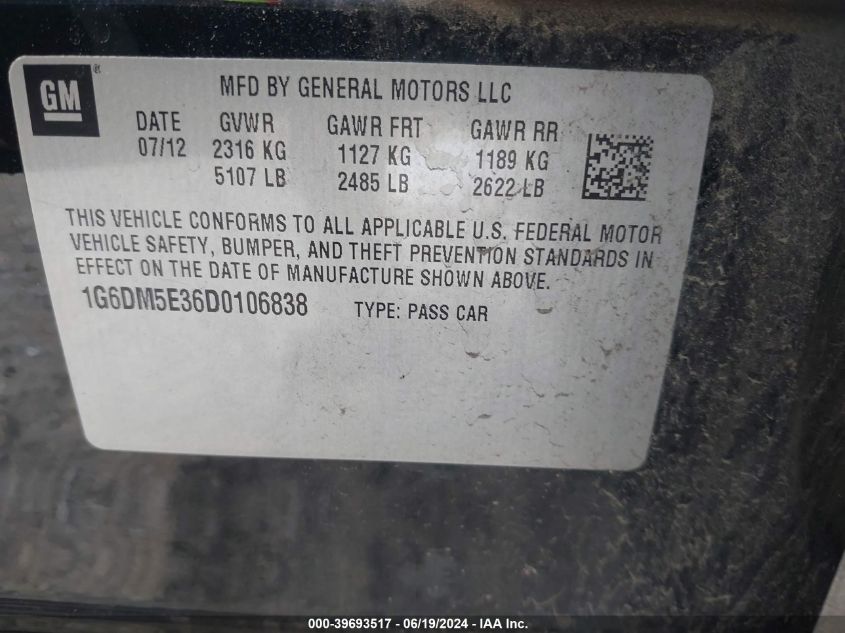 GM®
MFD BY GENERAL MOTORS LLC
DATE GVWR GAWR FRT GAWR RR
07/12 2316 KG 1127 KG 1189 KG
5107 LB 2485 LB 2622 LB
THIS VEHICLE CONFORMS TO ALL APPLICABLE U.S. FEDERAL MOTOR
VEHICLE SAFETY, BUMPER, AND THEFT PREVENTION STANDARDS IN
EFFECT ON THE DATE OF MANUFACTURE SHOWN ABOVE.
1G6DM5E36D0106838 TYPE: PASS CAR
000-39693517 - 06/19/2024 - IAA Inc.